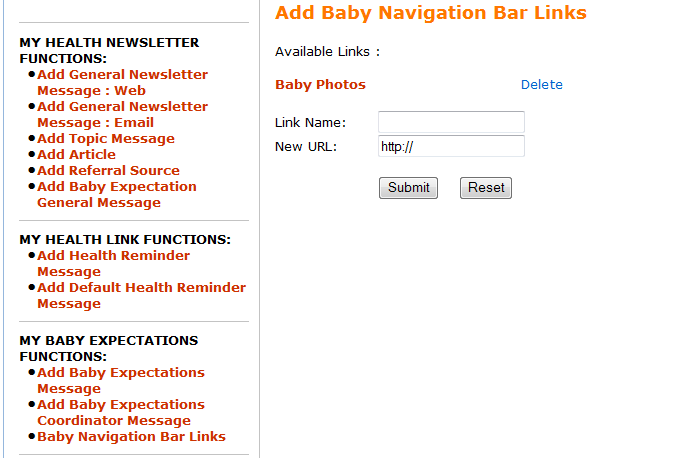 MY HEALTH NEWSLETTER
FUNCTIONS:
Add General Newsletter
Message : Web
Add General Newsletter
Message : Email
Add Topic Message
Add Article
Add Referral Source
Add Baby Expectation
General Message
MY HEALTH LINK FUNCTIONS:
Add Health Reminder
Message
Add Default Health Reminder
Message
MY BABY EXPECTATIONS
FUNCTIONS:
Add Baby Expectations
Message
Add Baby Expectations
Coordinator Message
Baby Navigation Bar Links
Add Baby Navigation Bar Links
Available Links :
Baby Photos Delete
Link Name:
New URL: http://
Submit Reset